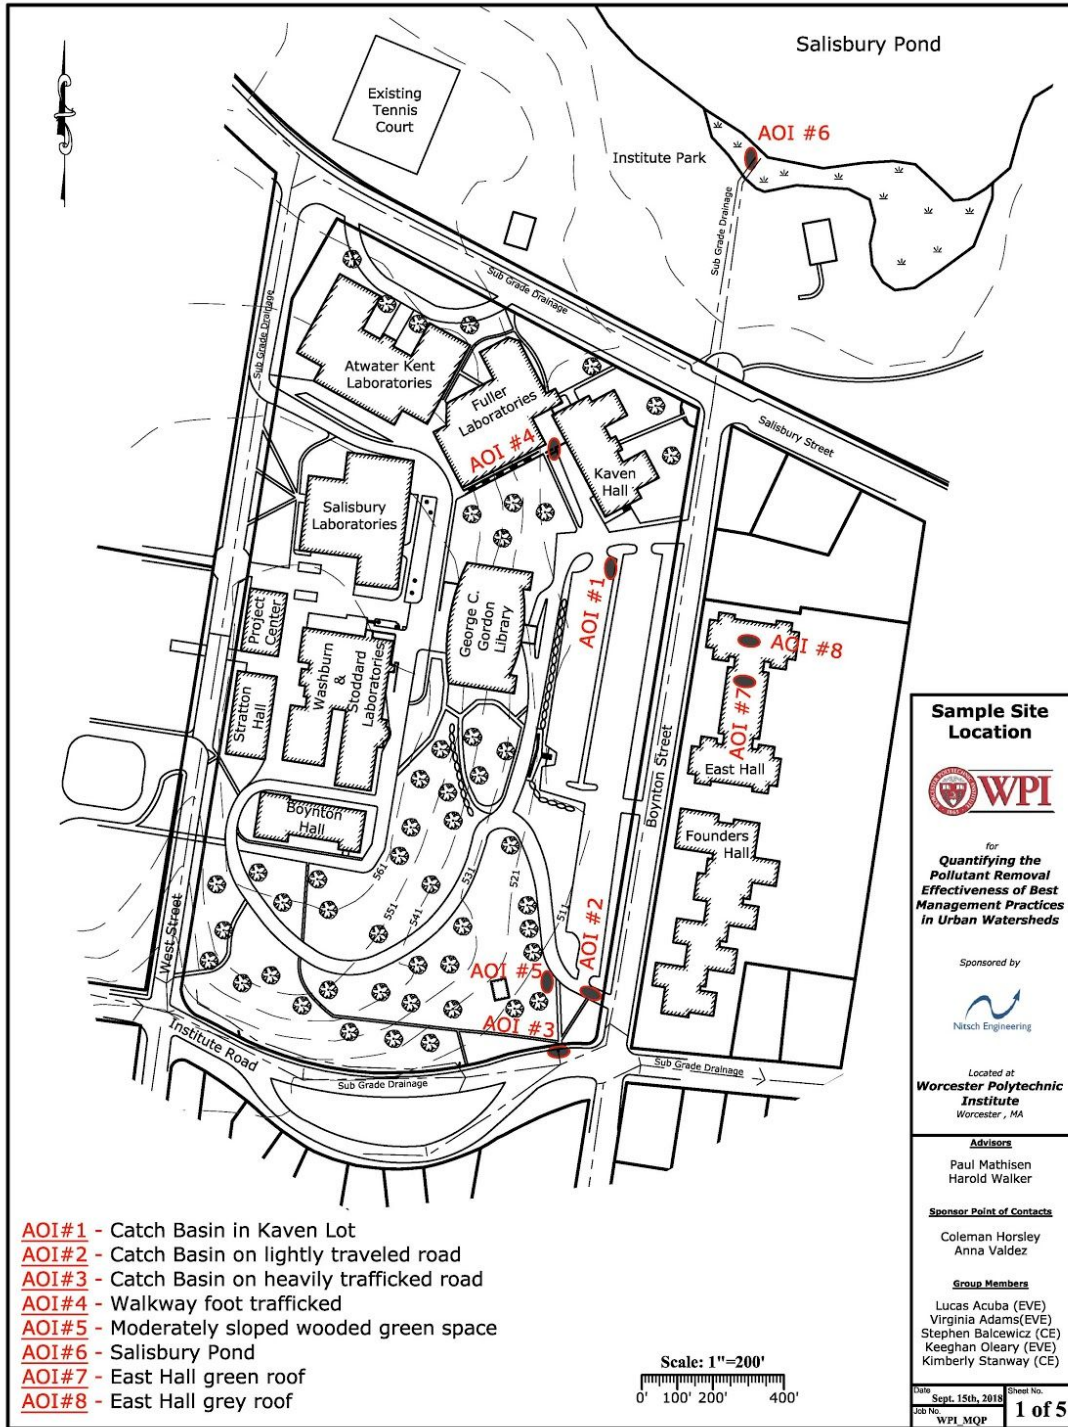 Salisbury Pond
Existing
Tennis
Court
AOI #6
Institute Park
Sub Grade Drainage
Sub Grade Drainage
Sub Grade Drainage
Atwater Kent
Laboratories
Fuller
Laboratories
AOI #4
Kaven
Hall
Salisbury Street
Salisbury
Laboratories
AOI #1
George C.
Gordon
Library
Project
Center
Washburn
&
Stoddard
Laboratories
Stratton
Hall
AOI #8
AOI #7
East Hall
Boynton Street
Boynton
Hall
Founders
Hall
561
551
541
531
521
511
AOI #2
AOI #5
AOI #3
West Street
Institute Road
Sub Grade Drainage
Sub Grade Drainage
AOI#1 - Catch Basin in Kaven Lot
AOI#2 - Catch Basin on lightly traveled road
AOI#3 - Catch Basin on heavily trafficked road
AOI#4 - Walkway foot trafficked
AOI#5 - Moderately sloped wooded green space
AOI#6 - Salisbury Pond
AOI#7 - East Hall green roof
AOI#8 - East Hall grey roof
Scale: 1"=200'
0' 100' 200' 400'
Sample Site
Location
WPI
for
Quantifying the
Pollutant Removal
Effectiveness of Best
Management Practices
in Urban Watersheds
Sponsored by
Nitsch Engineering
Located at
Worcester Polytechnic
Institute
Worcester , MA
Advisors
Paul Mathisen
Harold Walker
Sponsor Point of Contacts
Coleman Horsley
Anna Valdez
Group Members
Lucas Acuba (EVE)
Virginia Adams(EVE)
Stephen Balcewicz (CE)
Keeghan Oleary (EVE)
Kimberly Stanway (CE)
Date
Sept. 15th, 2018
Job No.
WPI_MQP
Sheet No.
1 of 5